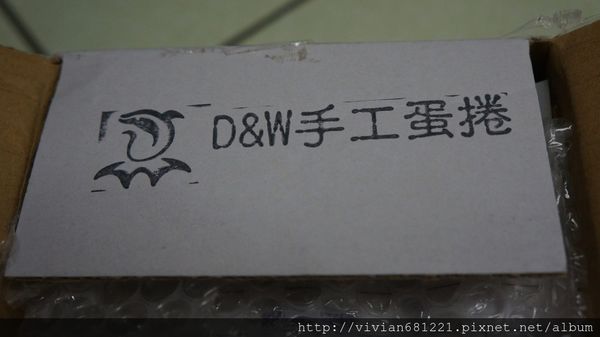 D&W手工蛋捲
http://vivian681221.pixnet.net/album